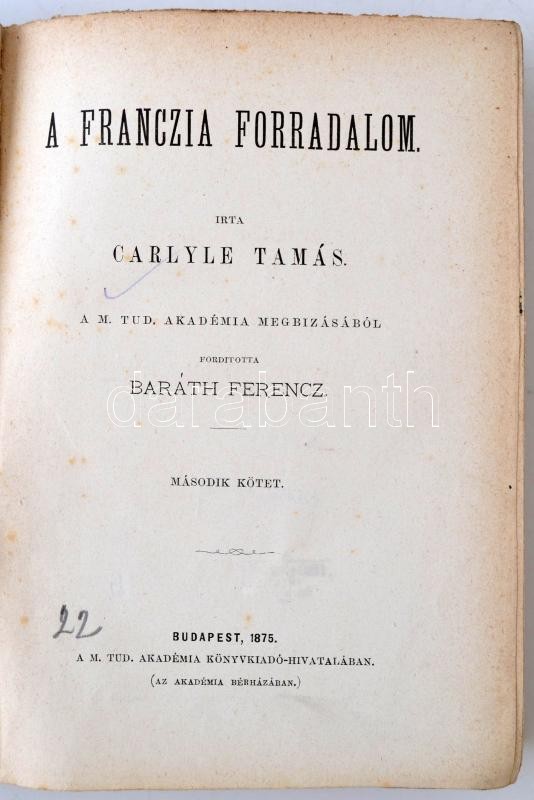 A FRANCZIA FORRADALOM.
IRTA
CARLYLE TAMÁS.
A M. TUD. AKADÉMIA MEGBIZÁSÁBÓL
FORDITOTTA
BARÁTH FERENCZ.
darabanth
MÁSODIK KÖTET.
22
BUDAPEST, 1875.
A M. TUD. AKADÉMIA KÖNYVKIADÓ-HIVATALÁBAN.
(AZ AKADÉMIA BÉRHÁZÁBAN.)